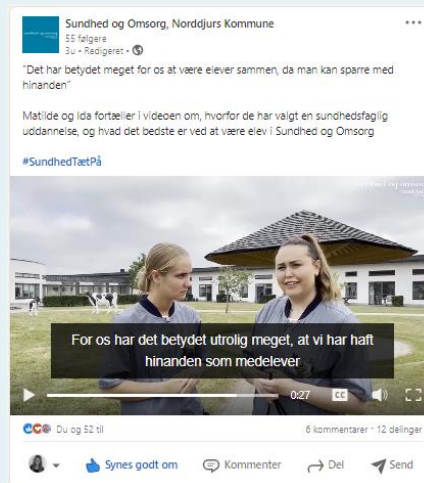 Sundhed og Omsorg, Norddjurs Kommune
55 følgere
3u • Redigeret •
"Det har betydet meget for os at være elever sammen, da man kan sparre med
hinanden"
Matilde og Ida fortæller i videoen om, hvorfor de har valgt en sundhedsfaglig
uddannelse, og hvad det bedste er ved at være elev i Sundhed og Omsorg
#SundhedTætPå
For os har det betydet utrolig meget, at vi har haft
hinanden som medelever
0:27 CC
Du og 52 til 6 kommentarer • 12 delinger
Synes godt om Kommenter Del Send